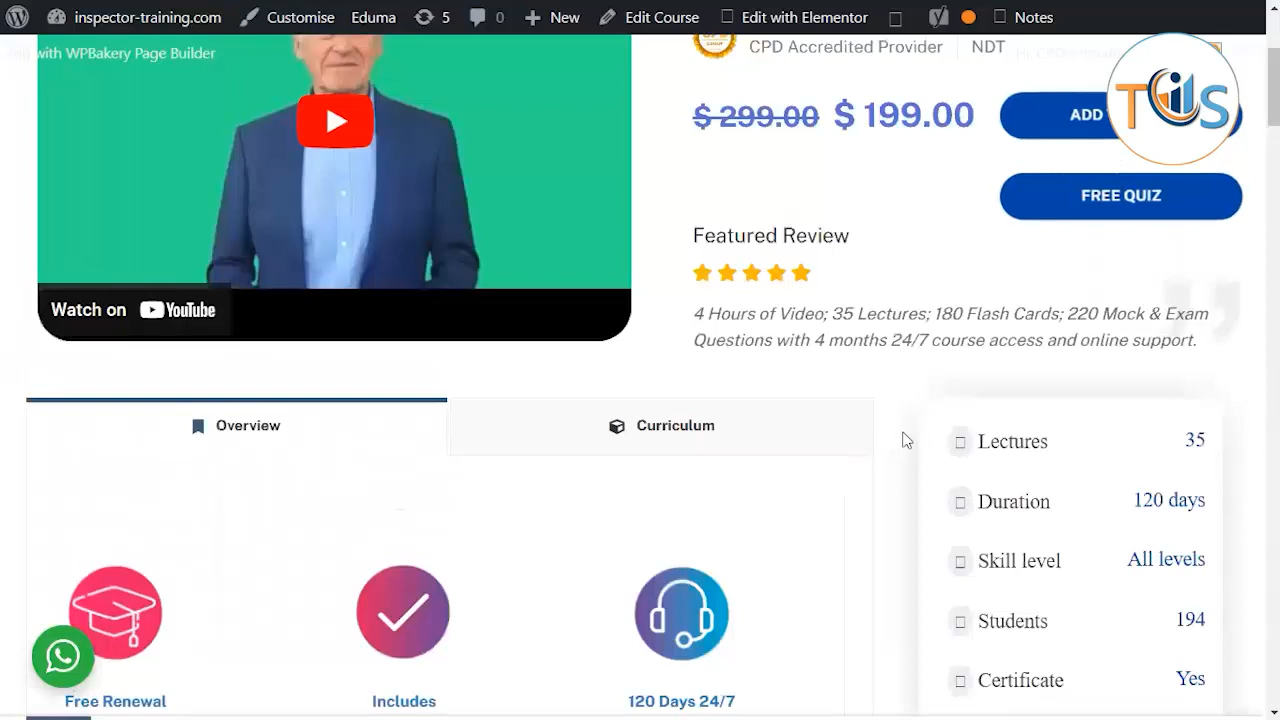 inspector-training.com Customise Eduma 5 0 New Edit Course Edit with Elementor Notes
with WPBakery Page Builder
CPD Accredited Provider NDT
$ 299.00 $ 199.00 ADD
TIS
FREE QUIZ
Featured Review
Watch on YouTube
4 Hours of Video; 35 Lectures; 180 Flash Cards; 220 Mock & Exam
Questions with 4 months 24/7 course access and online support.
Overview Curriculum
Lectures 35
Duration 120 days
Skill level All levels
Students 194
Certificate Yes
Free Renewal Includes 120 Days 24/7